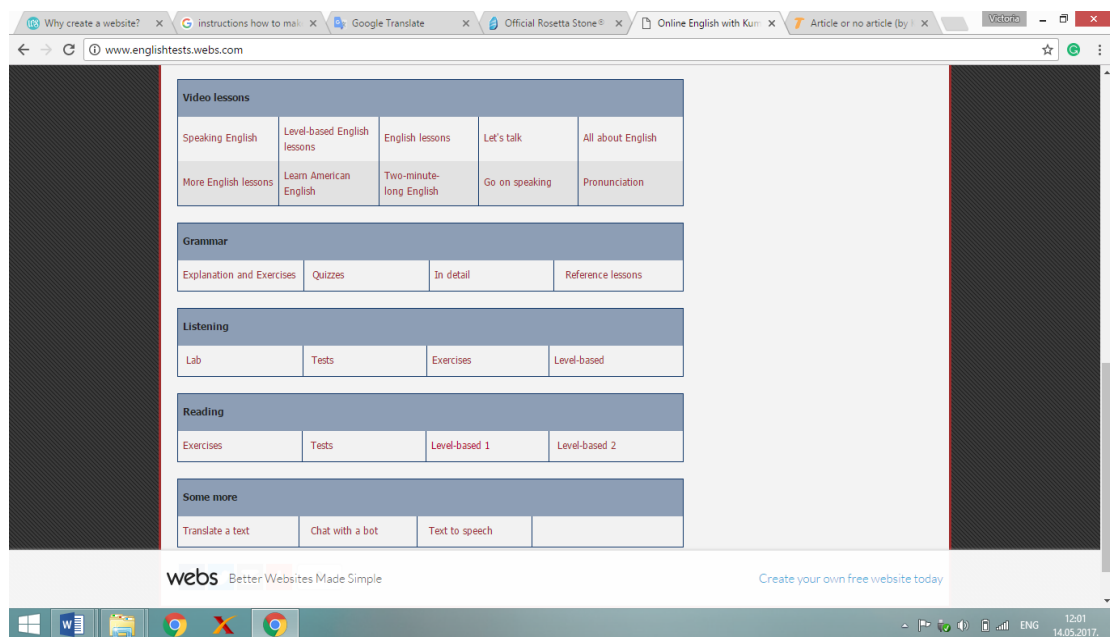 Why create a website?
G instructions how to mak
Google Translate
Official Rosetta Stone®
Online English with Kum
Article or no article (by
Victoria
www.englishtests.webs.com
Video lessons
Speaking English
Level-based English
lessons
English lessons
Let's talk
All about English
More English lessons
Learn American
English
Two-minute-
long English
Go on speaking
Pronunciation
Grammar
Explanation and Exercises
Quizzes
In detail
Reference lessons
Listening
Lab
Tests
Exercises
Level-based
Reading
Exercises
Tests
Level-based 1
Level-based 2
Some more
Translate a text
Chat with a bot
Text to speech
webs Better Websites Made Simple
Create your own free website today
ENG
12:01
14.05.2017.